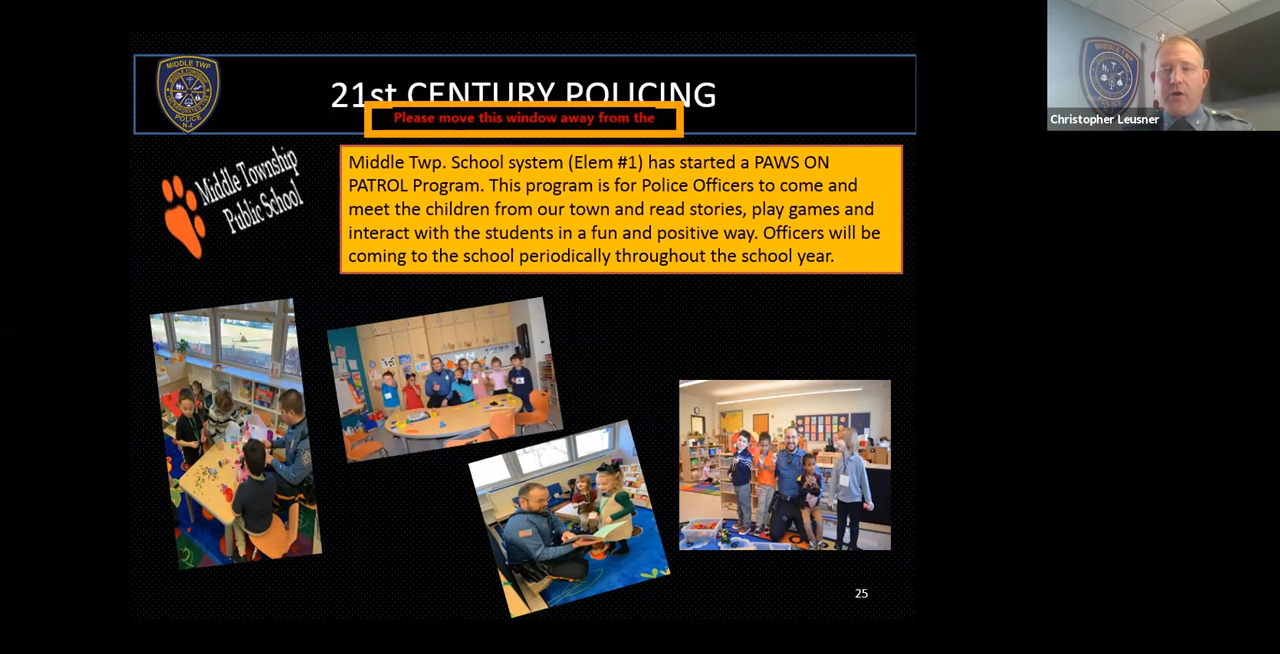 MIDDLE TWP
POLICE
N.J.
21st CENTURY POLICING
Please move this window away from the
Christopher Leusner
Middle Township
Public School
Middle Twp. School system (Elem #1) has started a PAWS ON
PATROL Program. This program is for Police Officers to come and
meet the children from our town and read stories, play games and
interact with the students in a fun and positive way. Officers will be
coming to the school periodically throughout the school year.
25